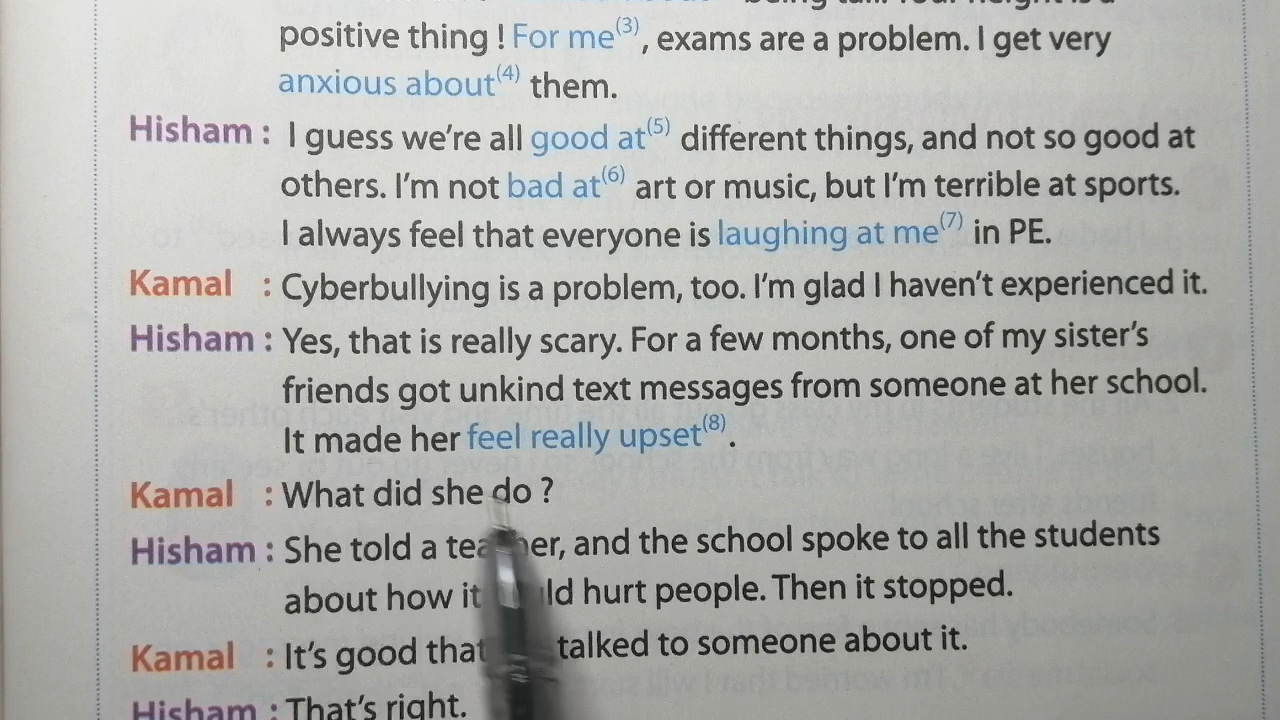 being tall. Your height is a
positive thing ! For me(3), exams are a problem. I get very
anxious about(4) them.
Hisham : I guess we're all good at(5) different things, and not so good at
others. I'm not bad at(6) art or music, but I'm terrible at sports.
I always feel that everyone is laughing at me(7) in PE.
Kamal : Cyberbullying is a problem, too. I'm glad I haven't experienced it.
Hisham : Yes, that is really scary. For a few months, one of my sister's
friends got unkind text messages from someone at her school.
It made her feel really upset(8).
Kamal : What did she do ?
Hisham : She told a teacher, and the school spoke to all the students
about how it hurt people. Then it stopped.
Kamal : It's good that talked to someone about it.
Hisham : That's right.